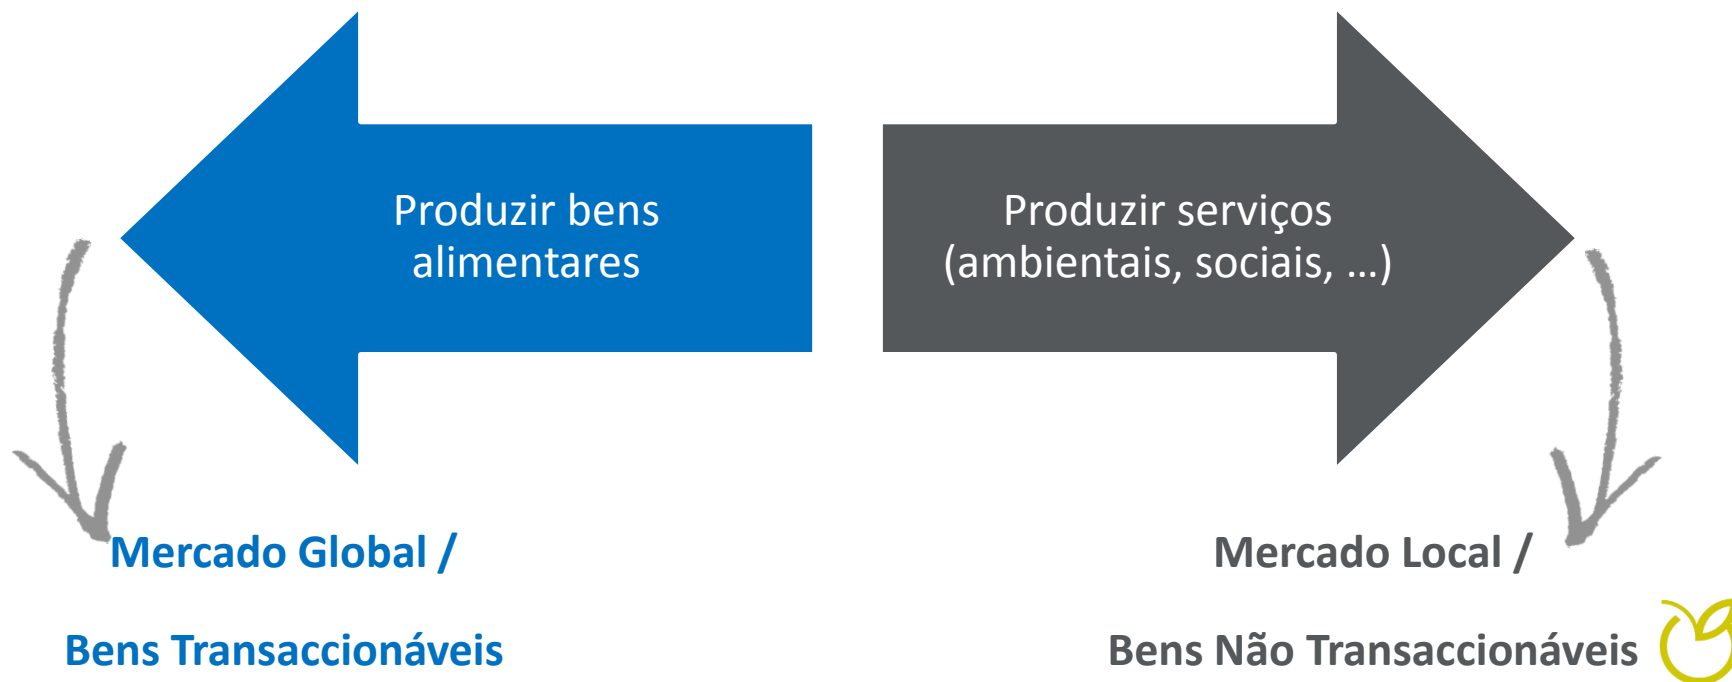 Produzir bens
alimentares
Produzir serviços
(ambientais, sociais, …)
Mercado Global /
Bens Transaccionáveis
Mercado Local /
Bens Não Transaccionáveis